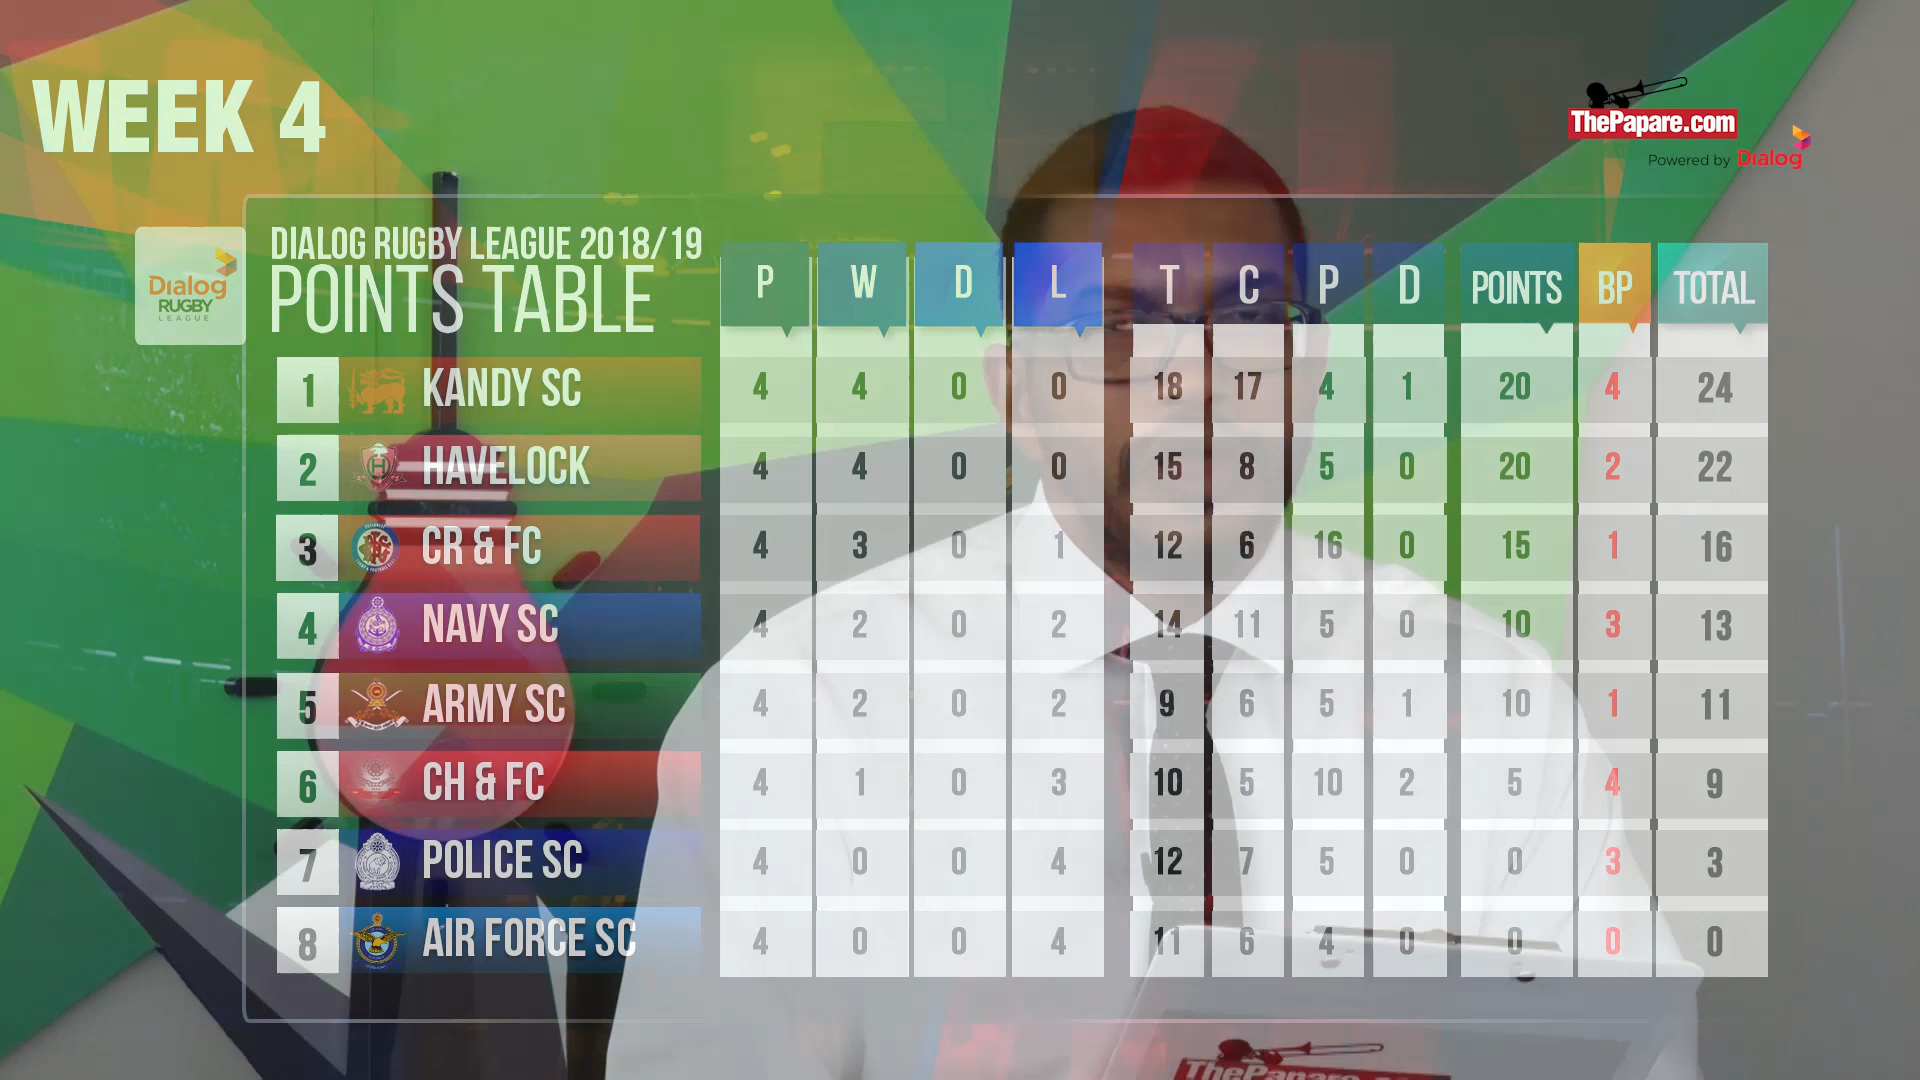 WEEK 4
ThePapare.com
Powered by Dialog
Dialog
RUGBY
LEAGUE
DIALOG RUGBY LEAGUE 2018/19
POINTS TABLE
P W D L T C P D POINTS BP TOTAL
1 KANDY SC 4 4 0 0 18 17 4 1 20 4 24
2 HAVELOCK 4 4 0 0 15 8 5 0 20 2 22
3 CR & FC 4 3 0 1 12 6 16 0 15 1 16
4 NAVY SC 4 2 0 2 14 11 5 0 10 3 13
5 ARMY SC 4 2 0 2 9 6 5 1 10 1 11
6 CH & FC 4 1 0 3 10 5 10 2 5 4 9
7 POLICE SC 4 0 0 4 12 7 5 0 0 3 3
8 AIR FORCE SC 4 0 0 4 11 6 4 0 0 0 0